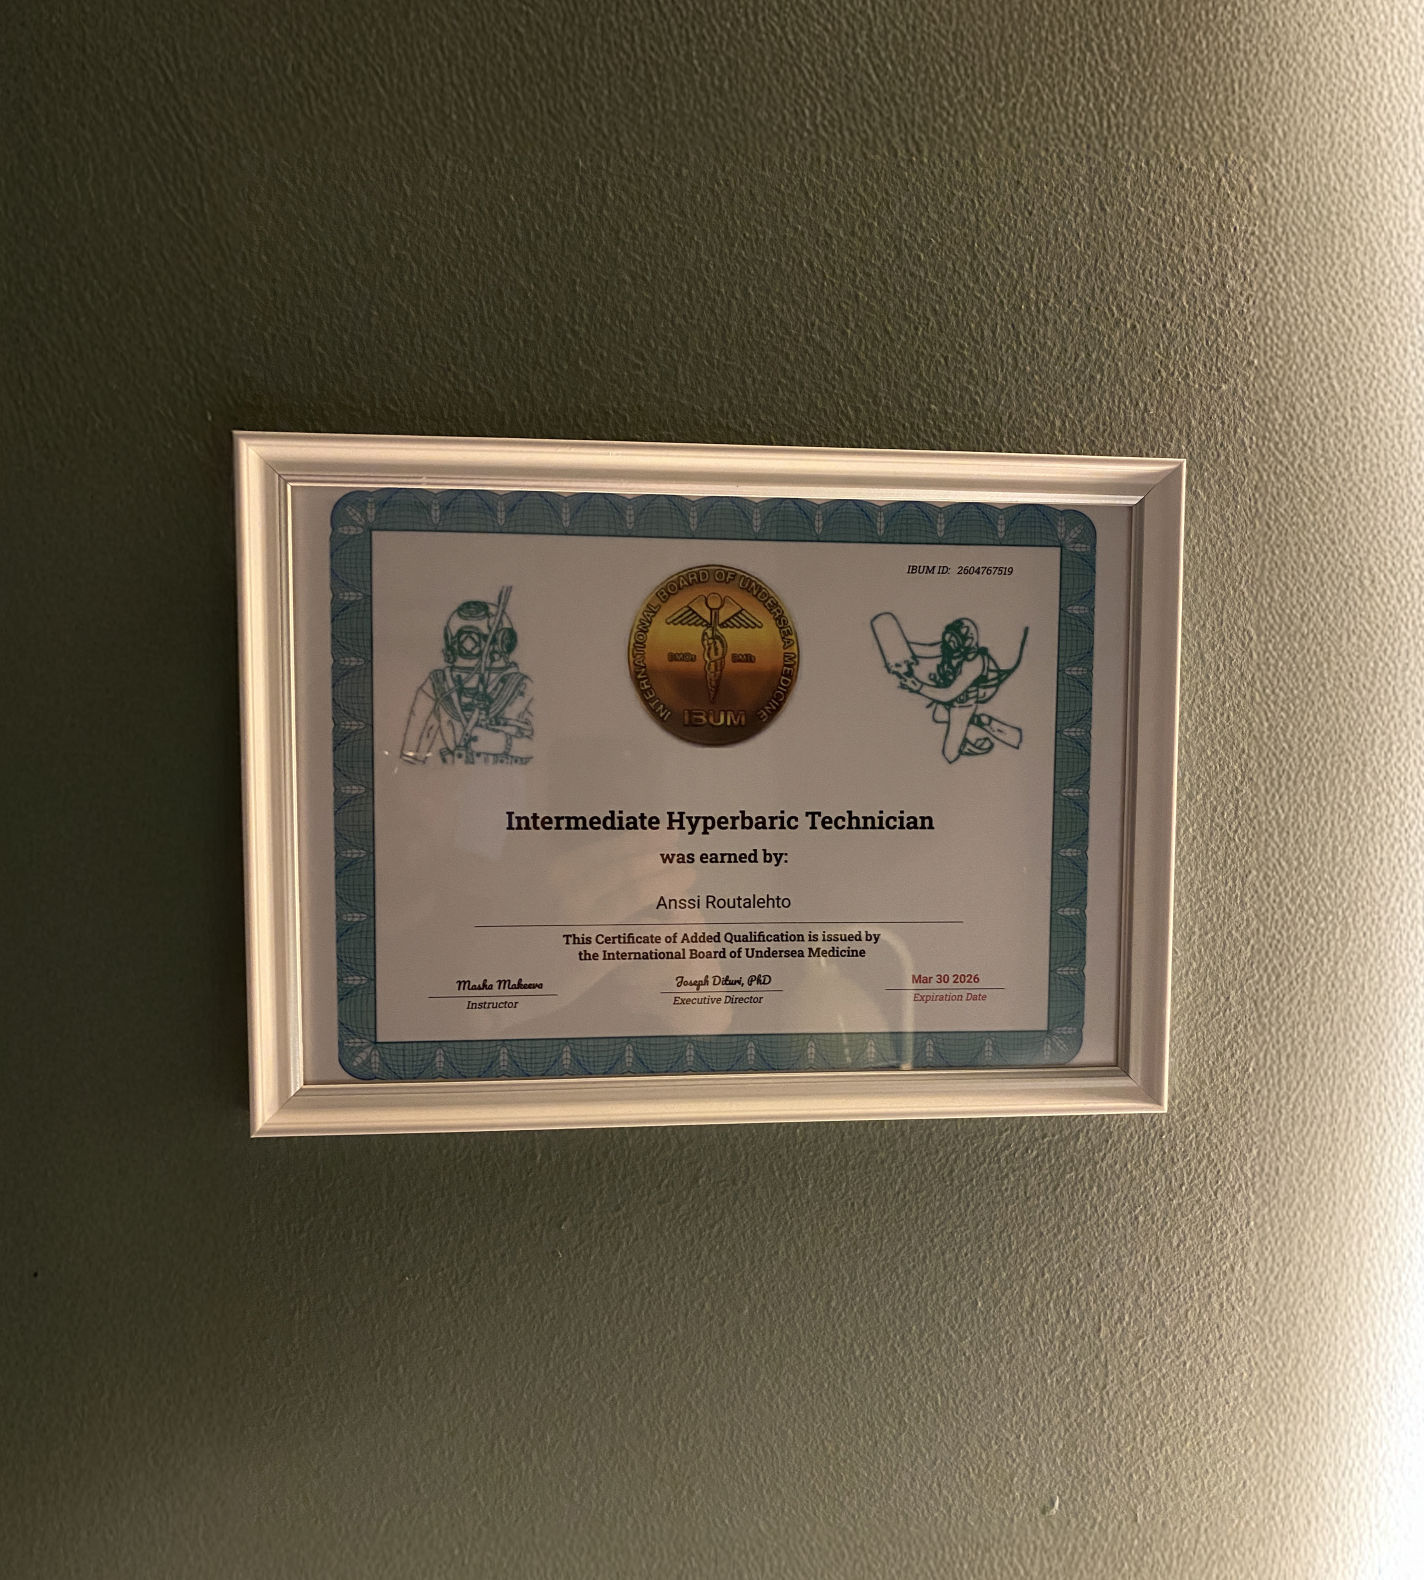 IBUM ID: 2604767519
INTERNATIONAL BOARD OF UNDERSEA MEDICINE
DMT
IBUM
Intermediate Hyperbaric Technician
was earned by:
Anssi Routalehto
This Certificate of Added Qualification is issued by
the International Board of Undersea Medicine
Masha Makeeva
Instructor
Joseph Dituri, PhD
Executive Director
Mar 30 2026
Expiration Date